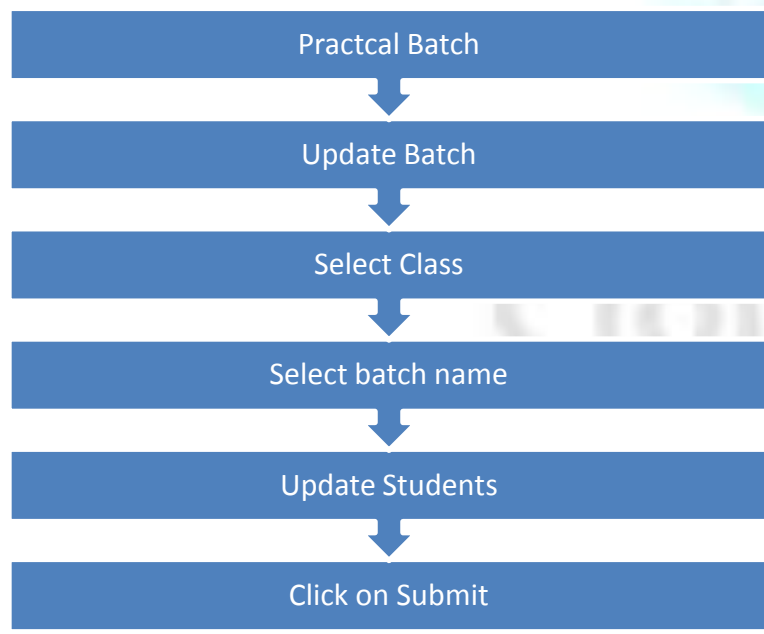 Practcal Batch
Update Batch
Select Class
Select batch name
Update Students
Click on Submit